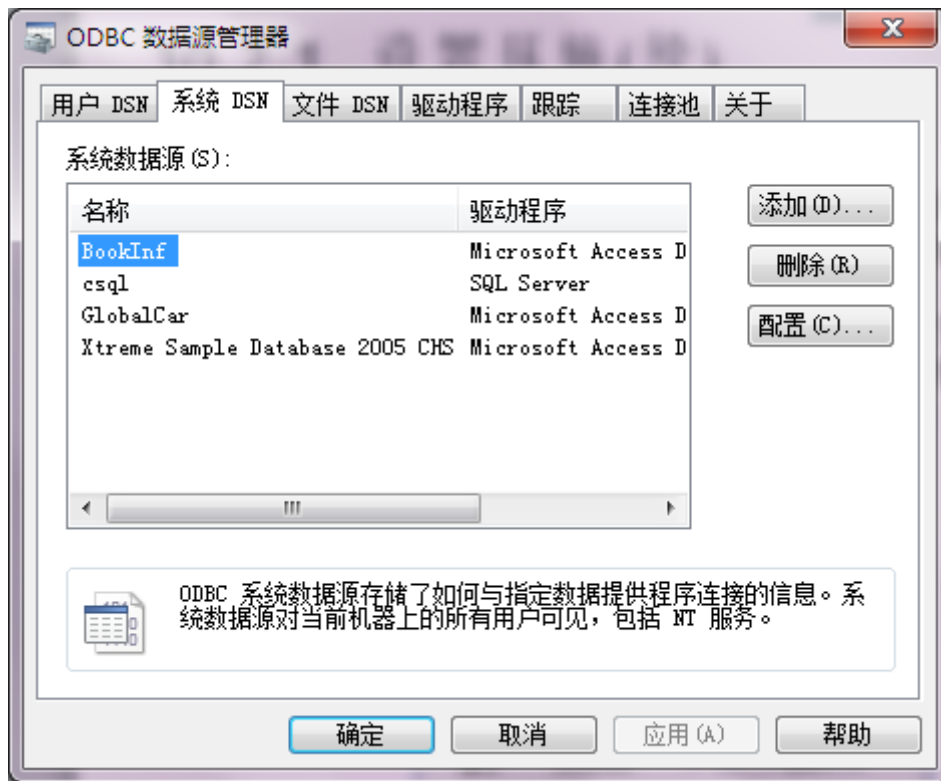 ODBC 数据源管理器
用户 DSN 系统 DSN 文件 DSN 驱动程序 跟踪 连接池 关于
系统数据源(S):
名称 驱动程序
BookInf Microsoft Access D
csql SQL Server
GlobalCar Microsoft Access D
Xtreme Sample Database 2005 CHS Microsoft Access D
添加(D)...
删除(R)
配置(C)...
ODBC 系统数据源存储了如何与指定数据提供程序连接的信息。系
统数据源对当前机器上的所有用户可见，包括 NT 服务。
确定 取消 应用(A) 帮助